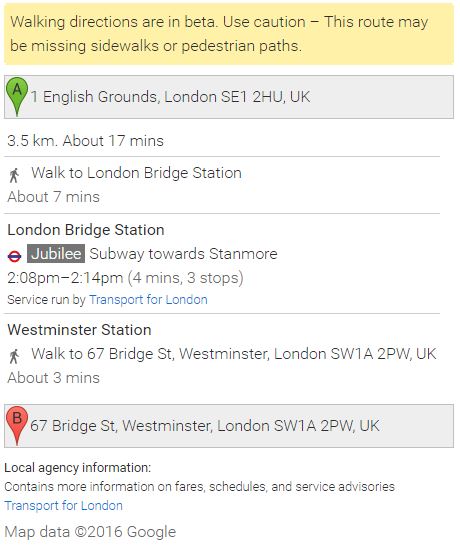 Walking directions are in beta. Use caution – This route may
be missing sidewalks or pedestrian paths.
A 1 English Grounds, London SE1 2HU, UK
3.5 km. About 17 mins
Walk to London Bridge Station
About 7 mins
London Bridge Station
Jubilee Subway towards Stanmore
2:08pm–2:14pm (4 mins, 3 stops)
Service run by Transport for London
Westminster Station
Walk to 67 Bridge St, Westminster, London SW1A 2PW, UK
About 3 mins
B 67 Bridge St, Westminster, London SW1A 2PW, UK
Local agency information:
Contains more information on fares, schedules, and service advisories
Transport for London
Map data ©2016 Google